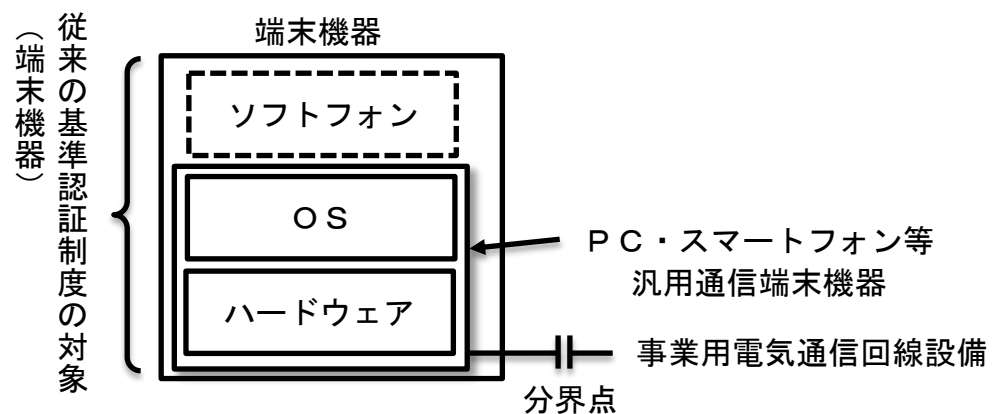 従来の基準認証制度の対象
（端末機器）
端末機器
ソフトフォン
ＯＳ
ハードウェア
ＰＣ・スマートフォン等
汎用通信端末機器
事業用電気通信回線設備
分界点